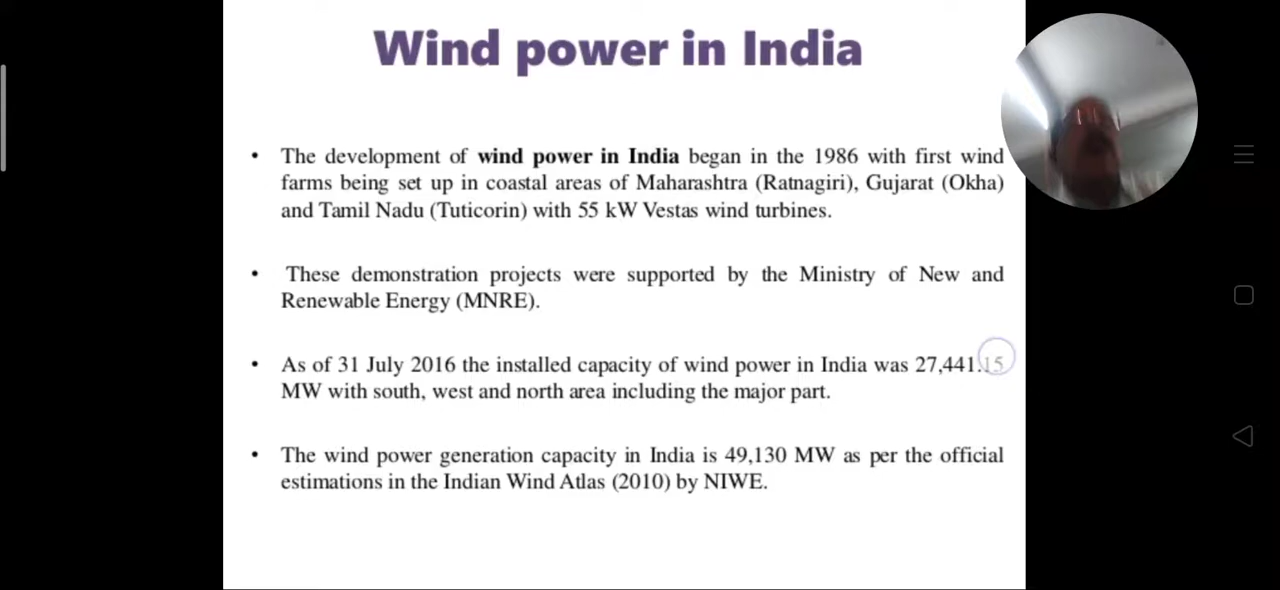 Wind power in India
• The development of wind power in India began in the 1986 with first wind
farms being set up in coastal areas of Maharashtra (Ratnagiri), Gujarat (Okha)
and Tamil Nadu (Tuticorin) with 55 kW Vestas wind turbines.
• These demonstration projects were supported by the Ministry of New and
Renewable Energy (MNRE).
• As of 31 July 2016 the installed capacity of wind power in India was 27,441.15
MW with south, west and north area including the major part.
• The wind power generation capacity in India is 49,130 MW as per the official
estimations in the Indian Wind Atlas (2010) by NIWE.